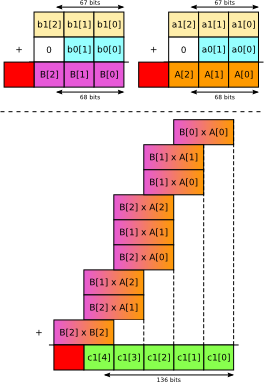 67 bits 67 bits
b1[2] b1[1] b1[0] a1[2] a1[1] a1[0]
+ 0 b0[1] b0[0] + 0 a0[1] a0[0]
B[2] B[1] B[0] A[2] A[1] A[0]
68 bits 68 bits
B[0] x A[0]
B[1] x A[1]
B[1] x A[0]
B[2] x A[2]
B[1] x A[1]
B[2] x A[0]
B[1] x A[2]
B[2] x A[1]
+ B[2] x B[2]
c1[4] c1[3] c1[2] c1[1] c1[0]
136 bits